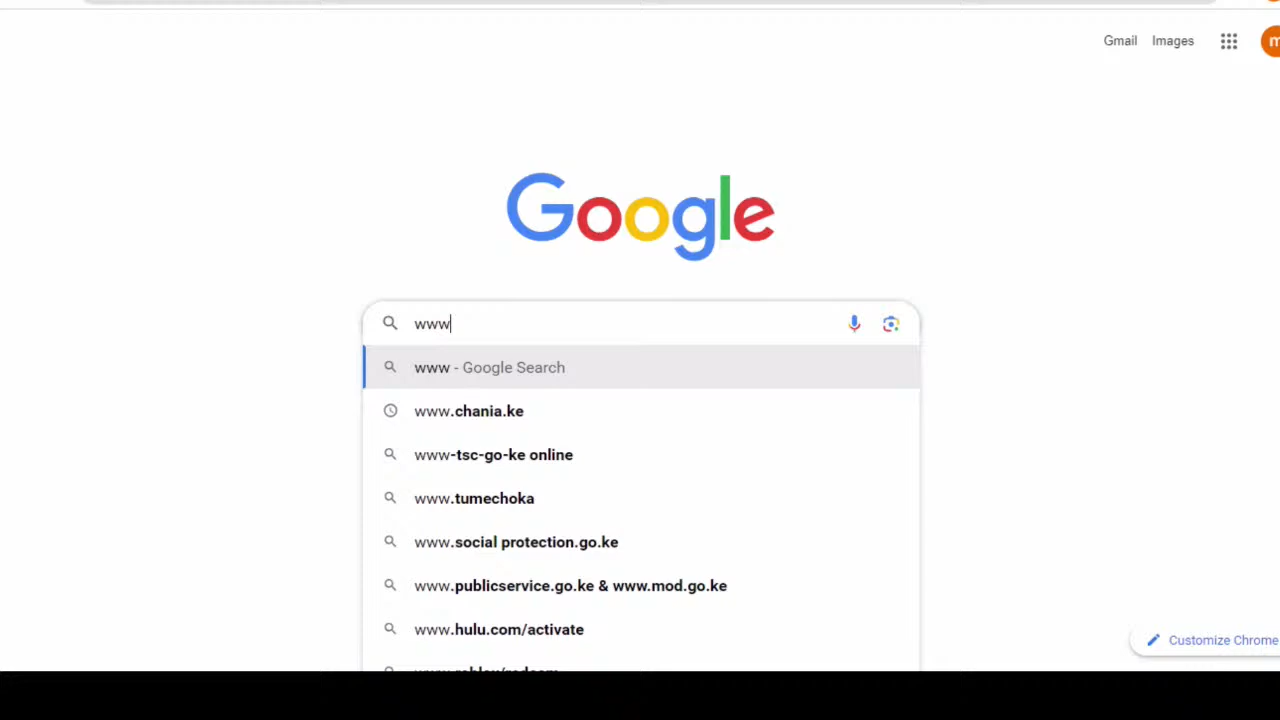 Gmail Images
m
Google
www
www - Google Search
www.chania.ke
www-tsc-go-ke online
www.tumechoka
www.social protection.go.ke
www.publicservice.go.ke & www.mod.go.ke
www.hulu.com/activate
Customize Chrome